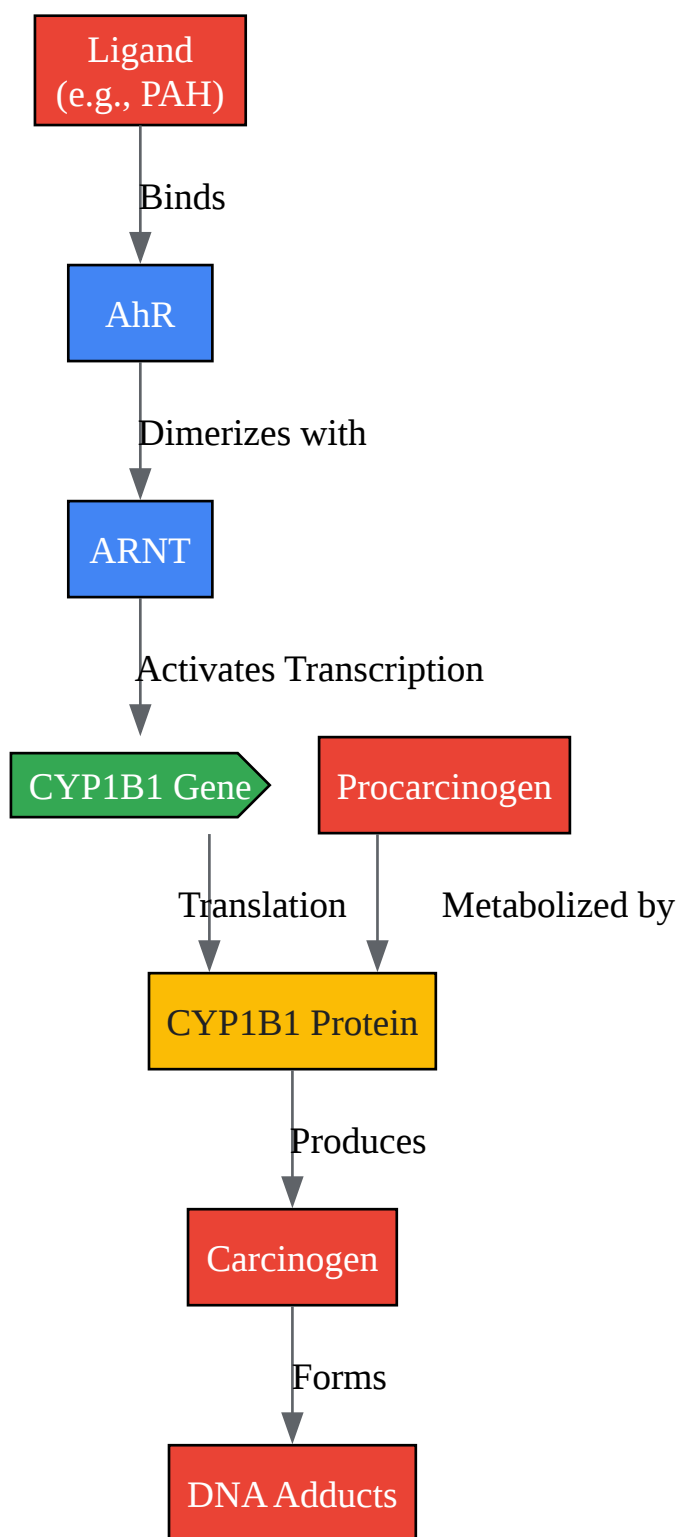 Ligand
(e.g., PAH)
Binds
AhR
Dimerizes with
ARNT
Activates Transcription
CYP1B1 Gene
Procarcinogen
Translation
Metabolized by
CYP1B1 Protein
Produces
Carcinogen
Forms
DNA Adducts